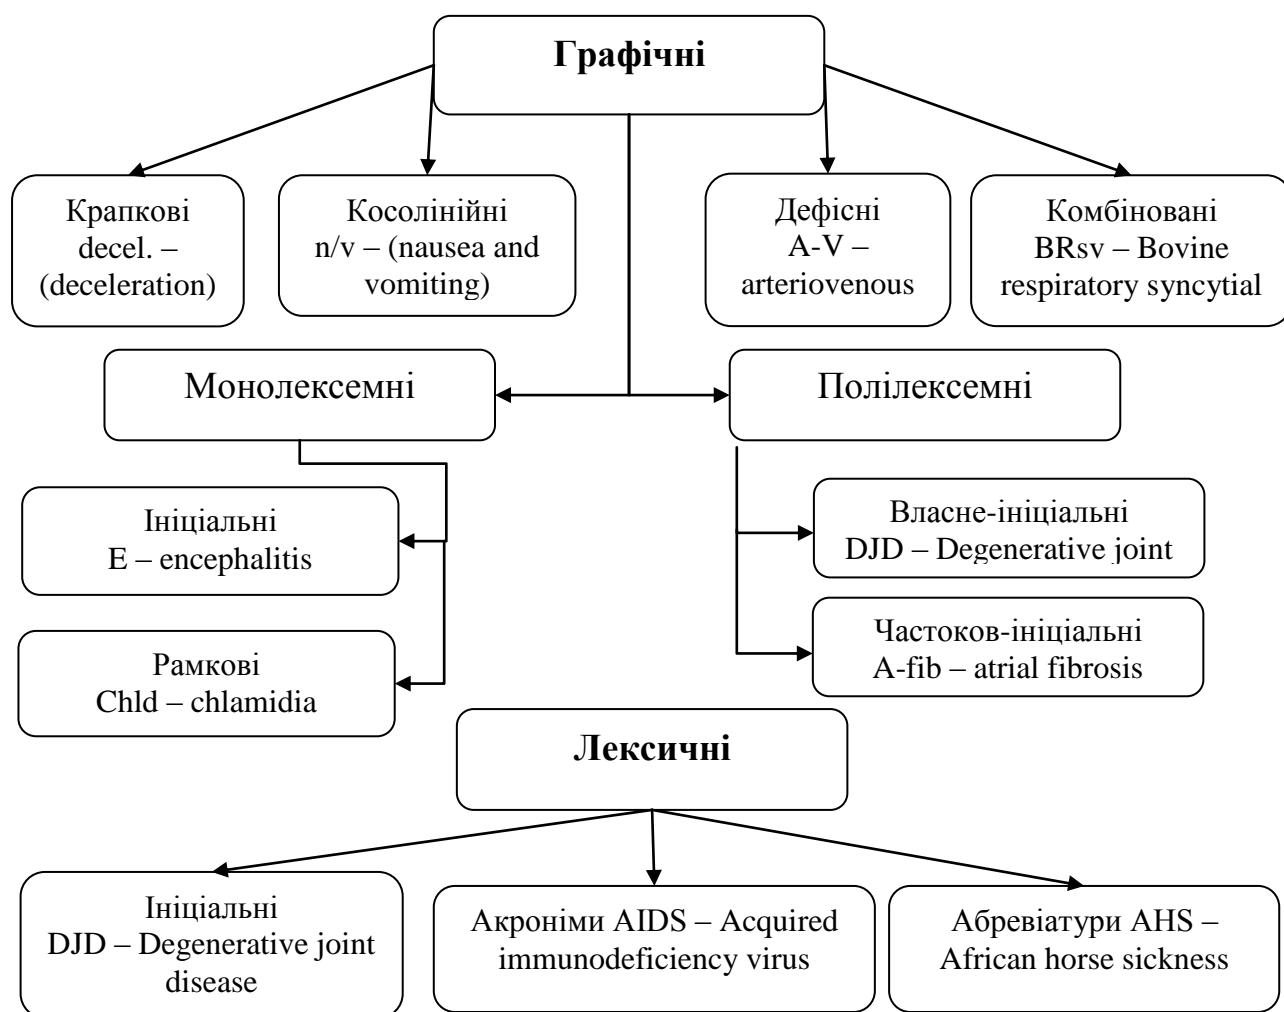 Графічні
Крапкові
decel. –
(deceleration)
Косолінійні
n/v – (nausea and
vomiting)
Дефісні
A-V –
arteriovenous
Комбіновані
BRsv – Bovine
respiratory syncytial
Монолексемні
Полілексемні
Ініціальні
E – encephalitis
Рамкові
Chld – chlamidia
Власне-ініціальні
DJD – Degenerative joint
Частоков-ініціальні
A-fib – atrial fibrosis
Лексичні
Ініціальні
DJD – Degenerative joint
disease
Акроніми AIDS – Acquired
immunodeficiency virus
Абревіатури AHS –
African horse sickness